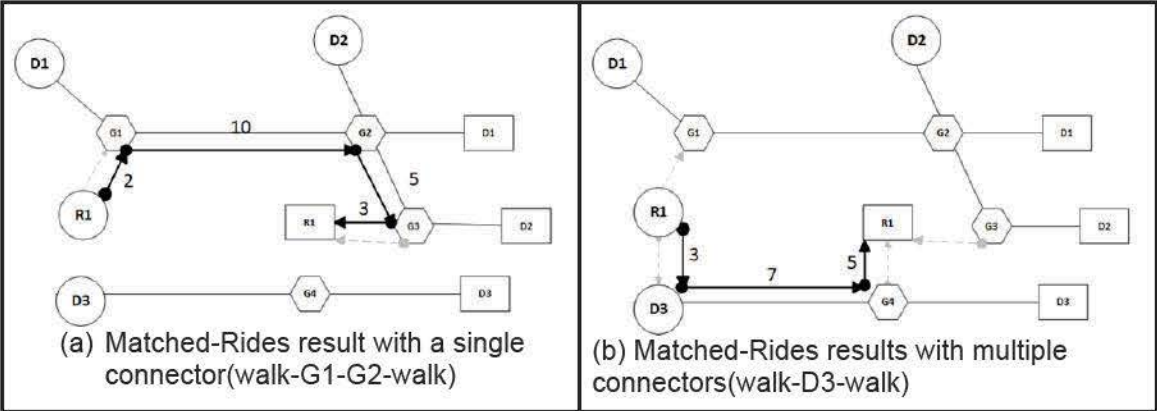 D2
D1
10
G1
G2
D1
2
5
R1
3
R1
G3
D2
D3
G4
D3
(a) Matched-Rides result with a single
connector(walk-G1-G2-walk)
D2
D1
G1
G2
D1
R1
R1
G3
D2
3
5
7
D3
G4
D3
(b) Matched-Rides results with multiple
connectors(walk-D3-walk)